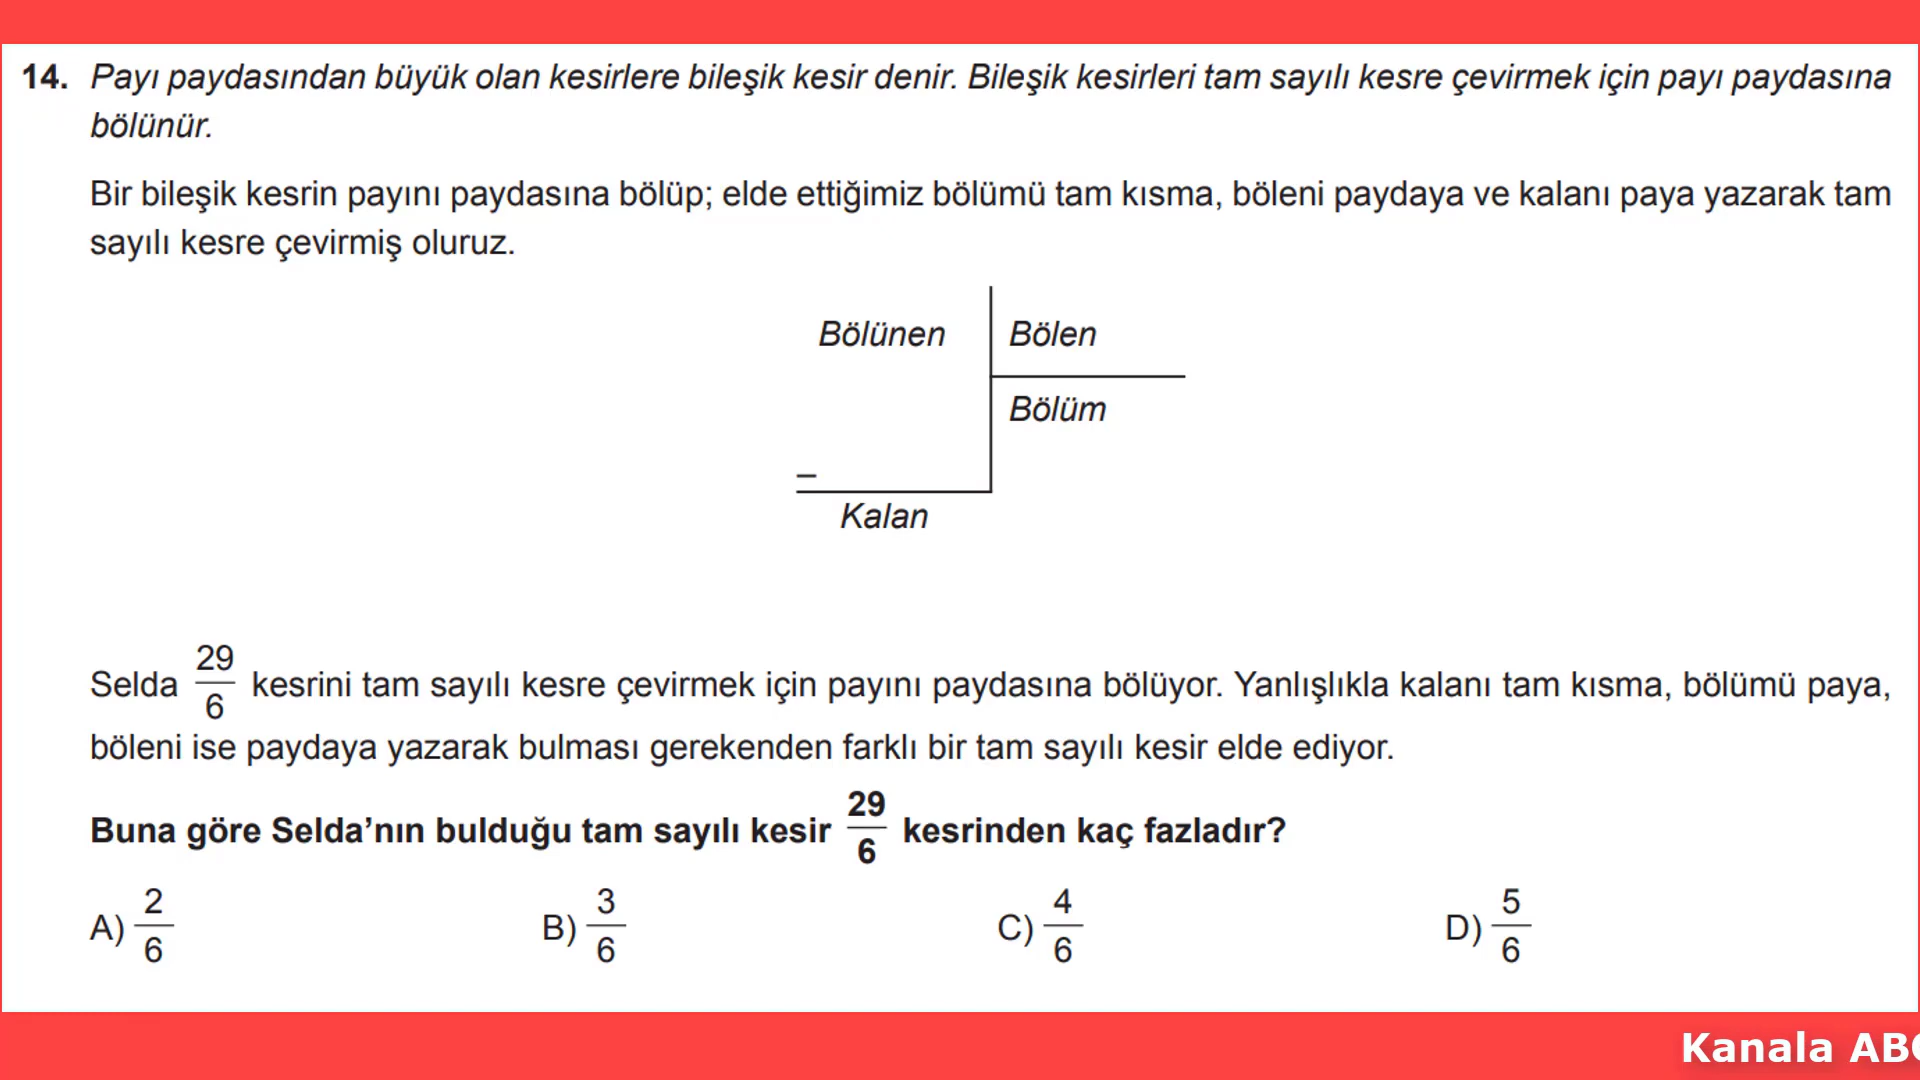 14. Payı paydasından büyük olan kesirlere bileşik kesir denir. Bileşik kesirleri tam sayılı kesre çevirmek için payı paydasına
bölünür.
Bir bileşik kesrin payını paydasına bölüp; elde ettiğimiz bölümü tam kısma, böleni paydaya ve kalanı paya yazarak tam
sayılı kesre çevirmiş oluruz.
Bölünen Bölen
Bölüm
–
Kalan
Selda 29/6 kesrini tam sayılı kesre çevirmek için payını paydasına bölüyor. Yanlışlıkla kalanı tam kısma, bölümü paya,
böleni ise paydaya yazarak bulması gerekenden farklı bir tam sayılı kesir elde ediyor.
Buna göre Selda’nın bulduğu tam sayılı kesir 29/6 kesrinden kaç fazladır?
A) 2/6 B) 3/6 C) 4/6 D) 5/6
Kanala